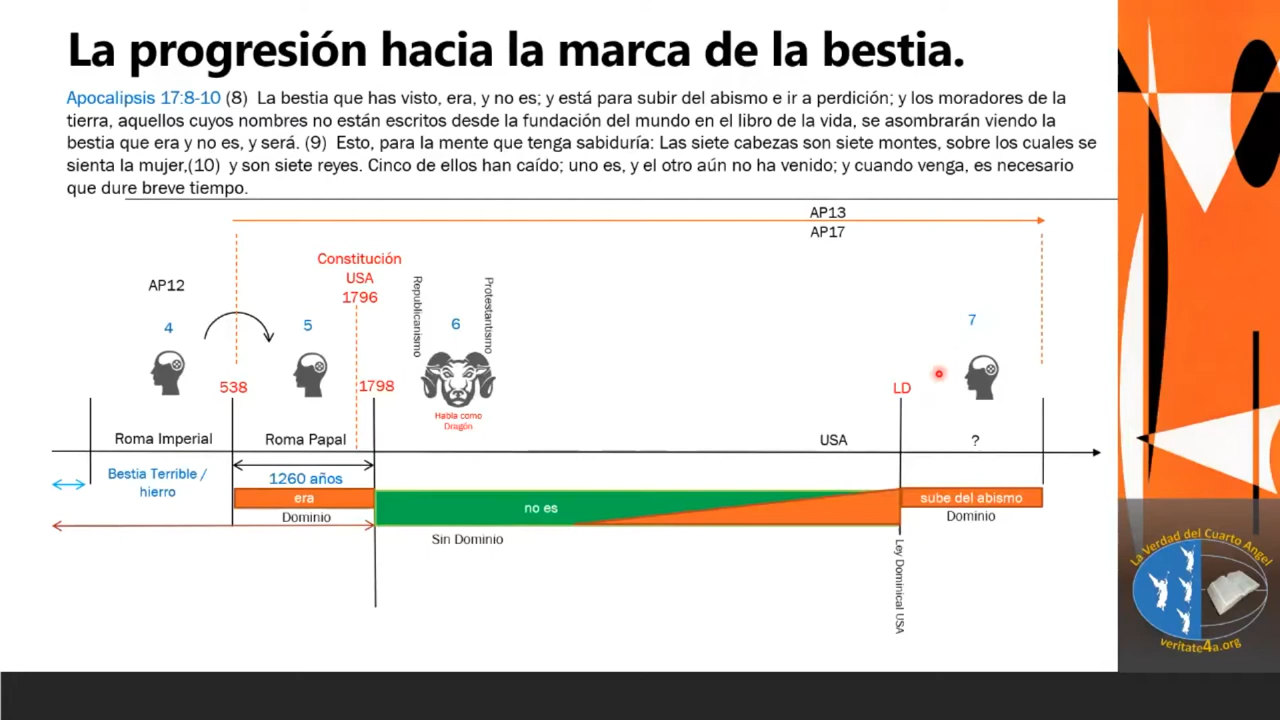 La progresión hacia la marca de la bestia.
Apocalipsis 17:8-10 (8)  La bestia que has visto, era, y no es; y está para subir del abismo e ir a perdición; y los moradores de la
tierra, aquellos cuyos nombres no están escritos desde la fundación del mundo en el libro de la vida, se asombrarán viendo la
bestia que era y no es, y será. (9)  Esto, para la mente que tenga sabiduría: Las siete cabezas son siete montes, sobre los cuales se
sienta la mujer,(10)  y son siete reyes. Cinco de ellos han caído; uno es, y el otro aún no ha venido; y cuando venga, es necesario
que dure breve tiempo.
AP13
AP17
Constitución
USA
1796
AP12
Republicanismo
Protestantismo
4
5
6
7
538
1798
LD
Habla como
Dragón
Roma Imperial
Roma Papal
USA
?
Bestia Terrible /
hierro
1260 años
era
Dominio
no es
Sin Dominio
sube del abismo
Dominio
Ley Dominical USA
La Verdad del Cuarto Angel
veritate4a.org